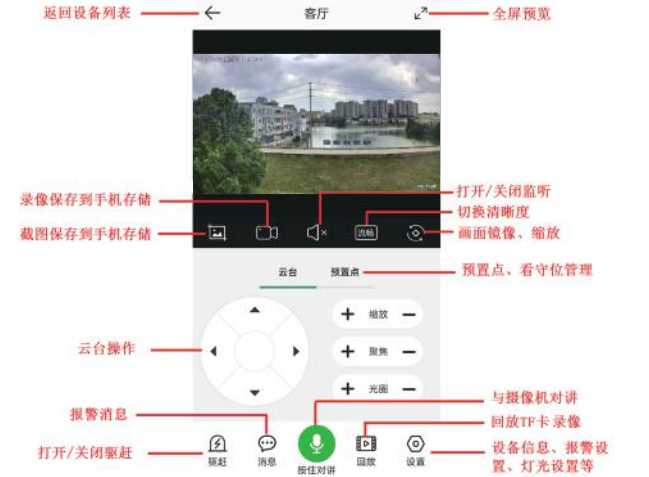 返回设备列表
客厅
全屏预览
录像保存到手机存储
打开/关闭监听
切换清晰度
截图保存到手机存储
流畅
画面镜像、缩放
云台
预置点
预置点、看守位管理
缩放
云台操作
聚焦
光圈
与摄像机对讲
报警消息
回放TF卡录像
打开/关闭驱赶
驱赶
消息
按住对讲
回放
设置
设备信息、报警设
置、灯光设置等